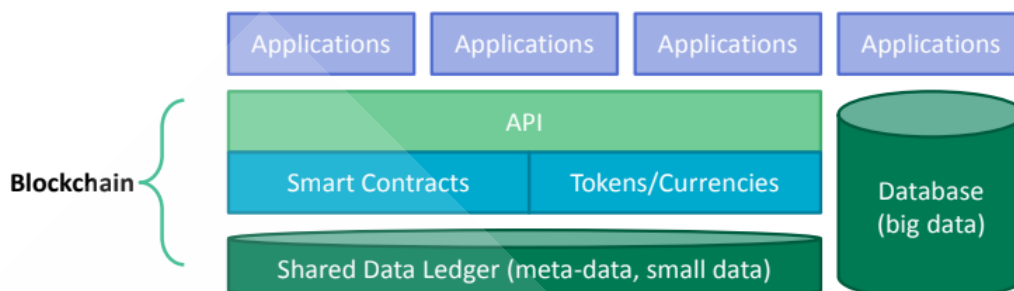 Applications
Applications
Applications
Applications
API
Blockchain
Smart Contracts
Tokens/Currencies
Database
(big data)
Shared Data Ledger (meta-data, small data)